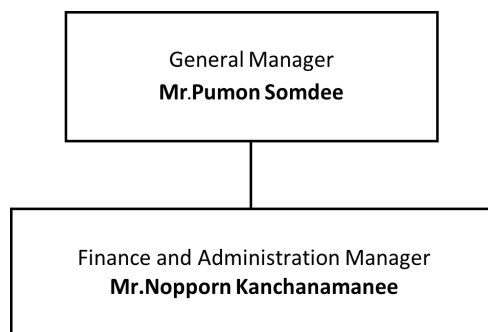 General Manager
Mr.Pumon Somdee
Finance and Administration Manager
Mr.Nopporn Kanchanamanee